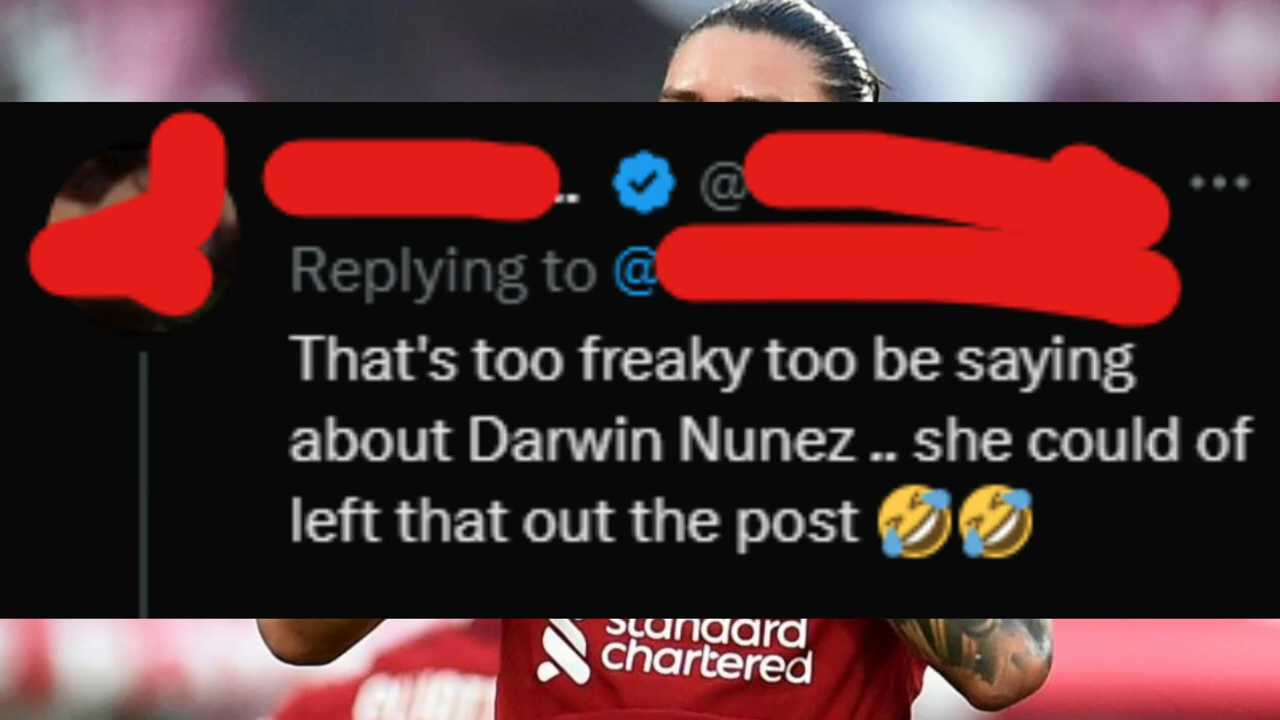 @
Replying to @
That's too freaky too be saying
about Darwin Nunez .. she could of
left that out the post 🤣🤣
standard
chartered